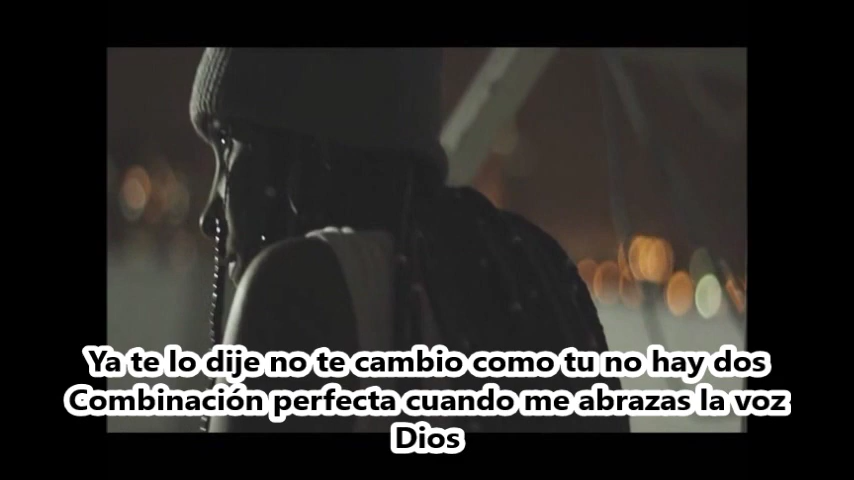 Ya te lo dije no te cambio como tu no hay dos
Combinación perfecta cuando me abrazas la voz
Dios